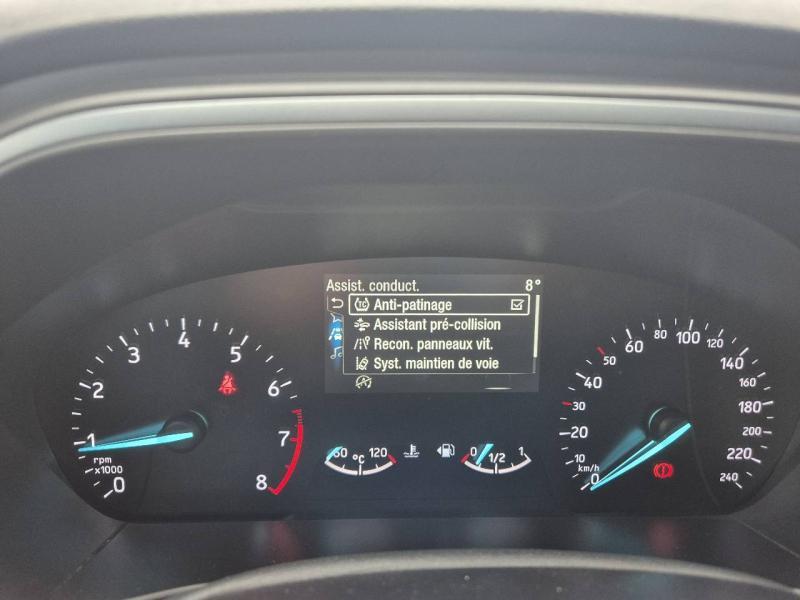 Assist. conduct. 8°
TC Anti-patinage
Assistant pré-collision
Recon. panneaux vit.
Syst. maintien de voie
0
1
2
3
4
5
6
7
8
rpm
x1000
60 °C 120
0 1/2 1
0
10
20
30
40
50
60
80
100
120
140
160
180
200
220
240
km/h